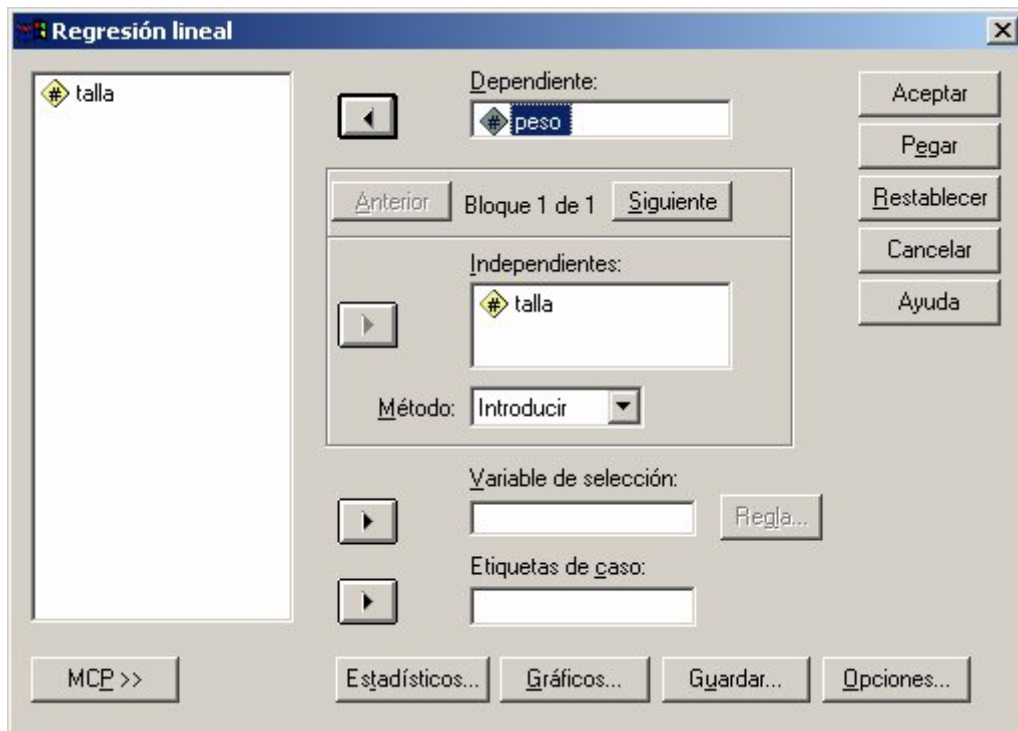 Regresión lineal
# talla
Dependiente:
# peso
Anterior
Bloque 1 de 1
Siguiente
Independientes:
# talla
Método:
Introducir
Variable de selección:
Regla...
Etiquetas de caso:
Aceptar
Pegar
Restablecer
Cancelar
Ayuda
MCP >>
Estadísticos...
Gráficos...
Guardar...
Opciones...